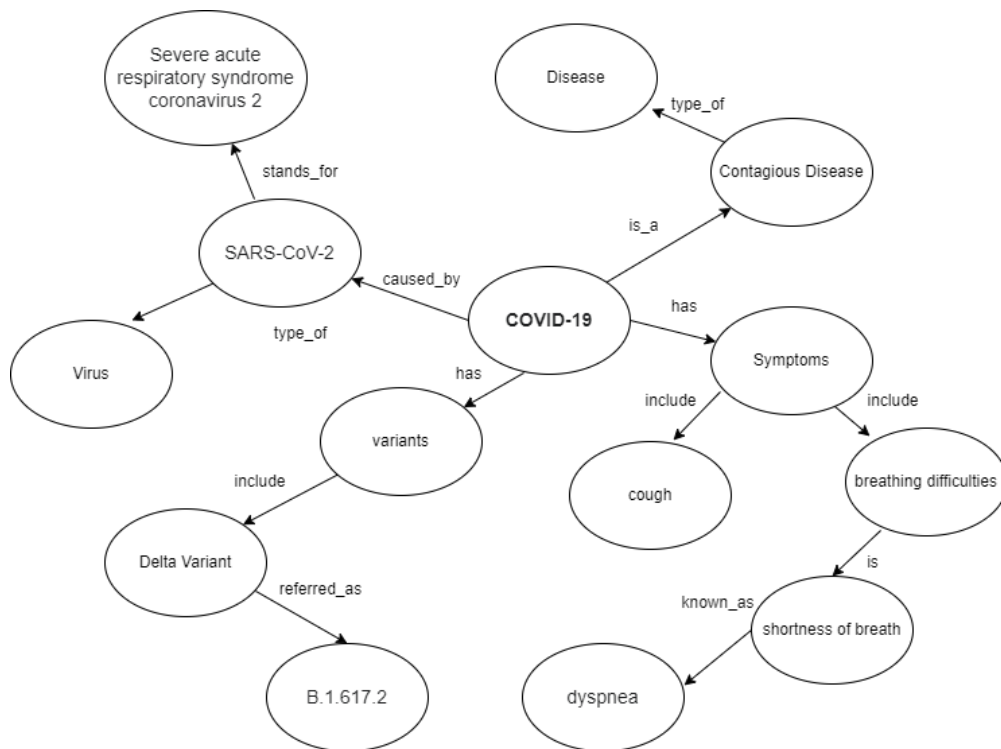 Severe acute
respiratory syndrome
coronavirus 2
Disease
type_of
stands_for
Contagious Disease
is_a
SARS-CoV-2
caused_by
COVID-19
has
type_of
Virus
has
Symptoms
include
include
variants
include
cough
breathing difficulties
Delta Variant
referred_as
is
known_as
shortness of breath
B.1.617.2
dyspnea